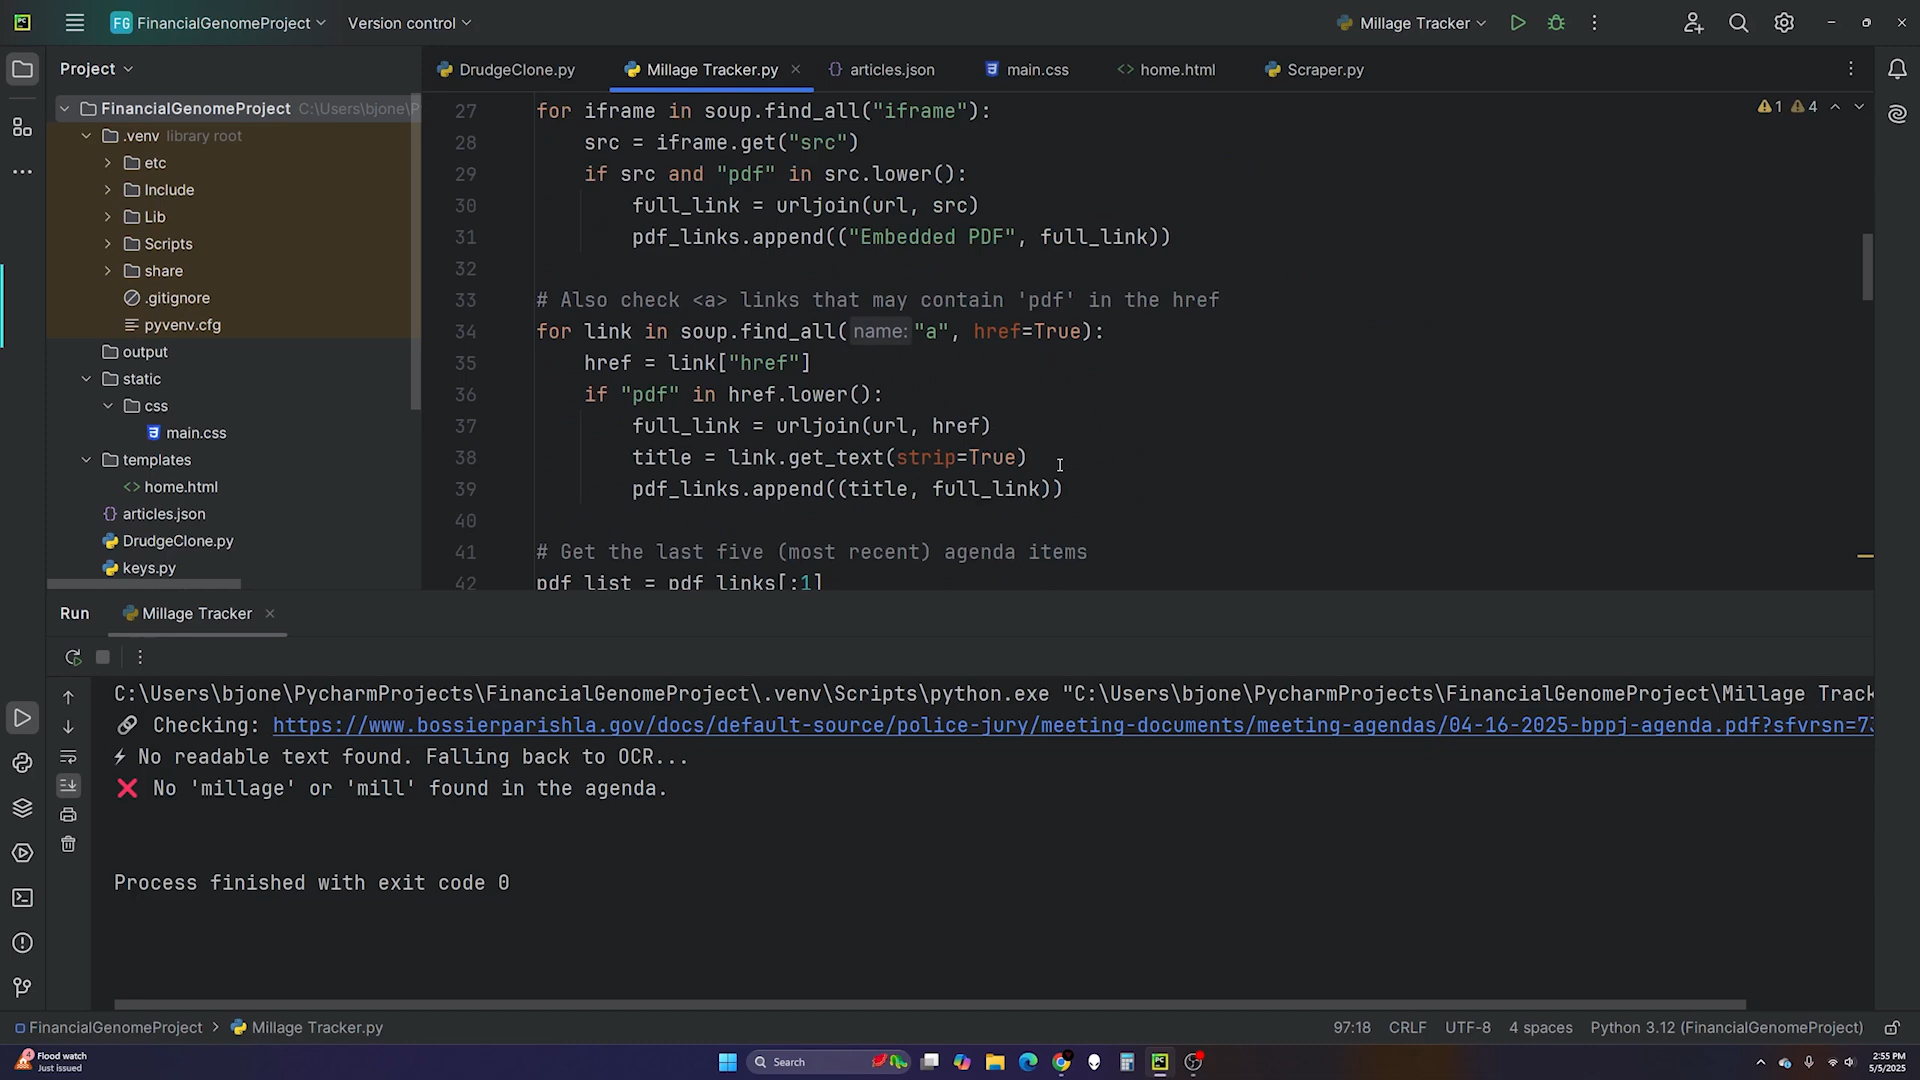 FG FinancialGenomeProject Version control Millage Tracker
Project DrudgeClone.py Millage Tracker.py articles.json main.css home.html Scraper.py
FinancialGenomeProject C:\Users\bjone\P
.venv library root
etc
Include
Lib
Scripts
share
.gitignore
pyvenv.cfg
output
static
css
main.css
templates
home.html
articles.json
DrudgeClone.py
keys.py
1 4
27 for iframe in soup.find_all("iframe"):
28 src = iframe.get("src")
29 if src and "pdf" in src.lower():
30 full_link = urljoin(url, src)
31 pdf_links.append(("Embedded PDF", full_link))
32
33 # Also check <a> links that may contain 'pdf' in the href
34 for link in soup.find_all( name: "a", href=True):
35 href = link["href"]
36 if "pdf" in href.lower():
37 full_link = urljoin(url, href)
38 title = link.get_text(strip=True)
39 pdf_links.append((title, full_link))
40
41 # Get the last five (most recent) agenda items
42 pdf_list = pdf_links[:1]
Run Millage Tracker
C:\Users\bjone\PycharmProjects\FinancialGenomeProject\.venv\Scripts\python.exe "C:\Users\bjone\PycharmProjects\FinancialGenomeProject\Millage Track
🔗 Checking: https://www.bossierparishla.gov/docs/default-source/police-jury/meeting-documents/meeting-agendas/04-16-2025-bppj-agenda.pdf?sfvrsn=73
⚡ No readable text found. Falling back to OCR...
❌ No 'millage' or 'mill' found in the agenda.
Process finished with exit code 0
FinancialGenomeProject > Millage Tracker.py 97:18 CRLF UTF-8 4 spaces Python 3.12 (FinancialGenomeProject)
Flood watch
Just issued
Search
2:55 PM
5/5/2025